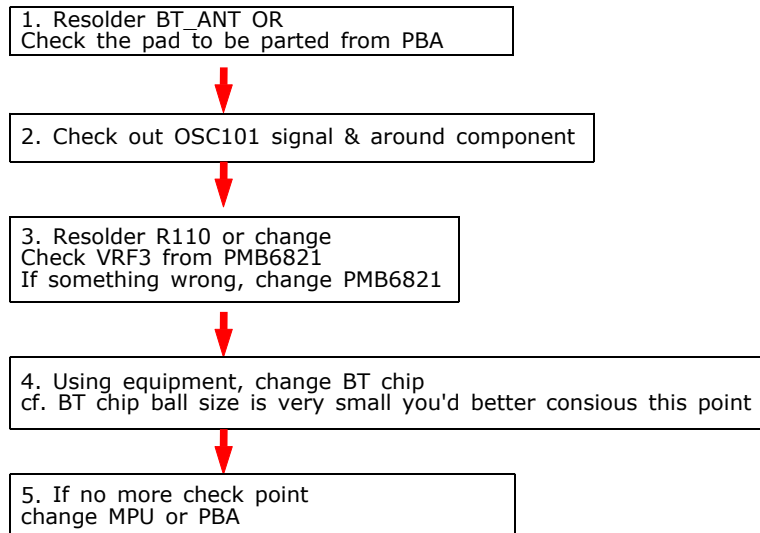 1. Resolder BT_ANT OR
Check the pad to be parted from PBA
2. Check out OSC101 signal & around component
3. Resolder R110 or change
Check VRF3 from PMB6821
If something wrong, change PMB6821
4. Using equipment, change BT chip
cf. BT chip ball size is very small you'd better consious this point
5. If no more check point
change MPU or PBA